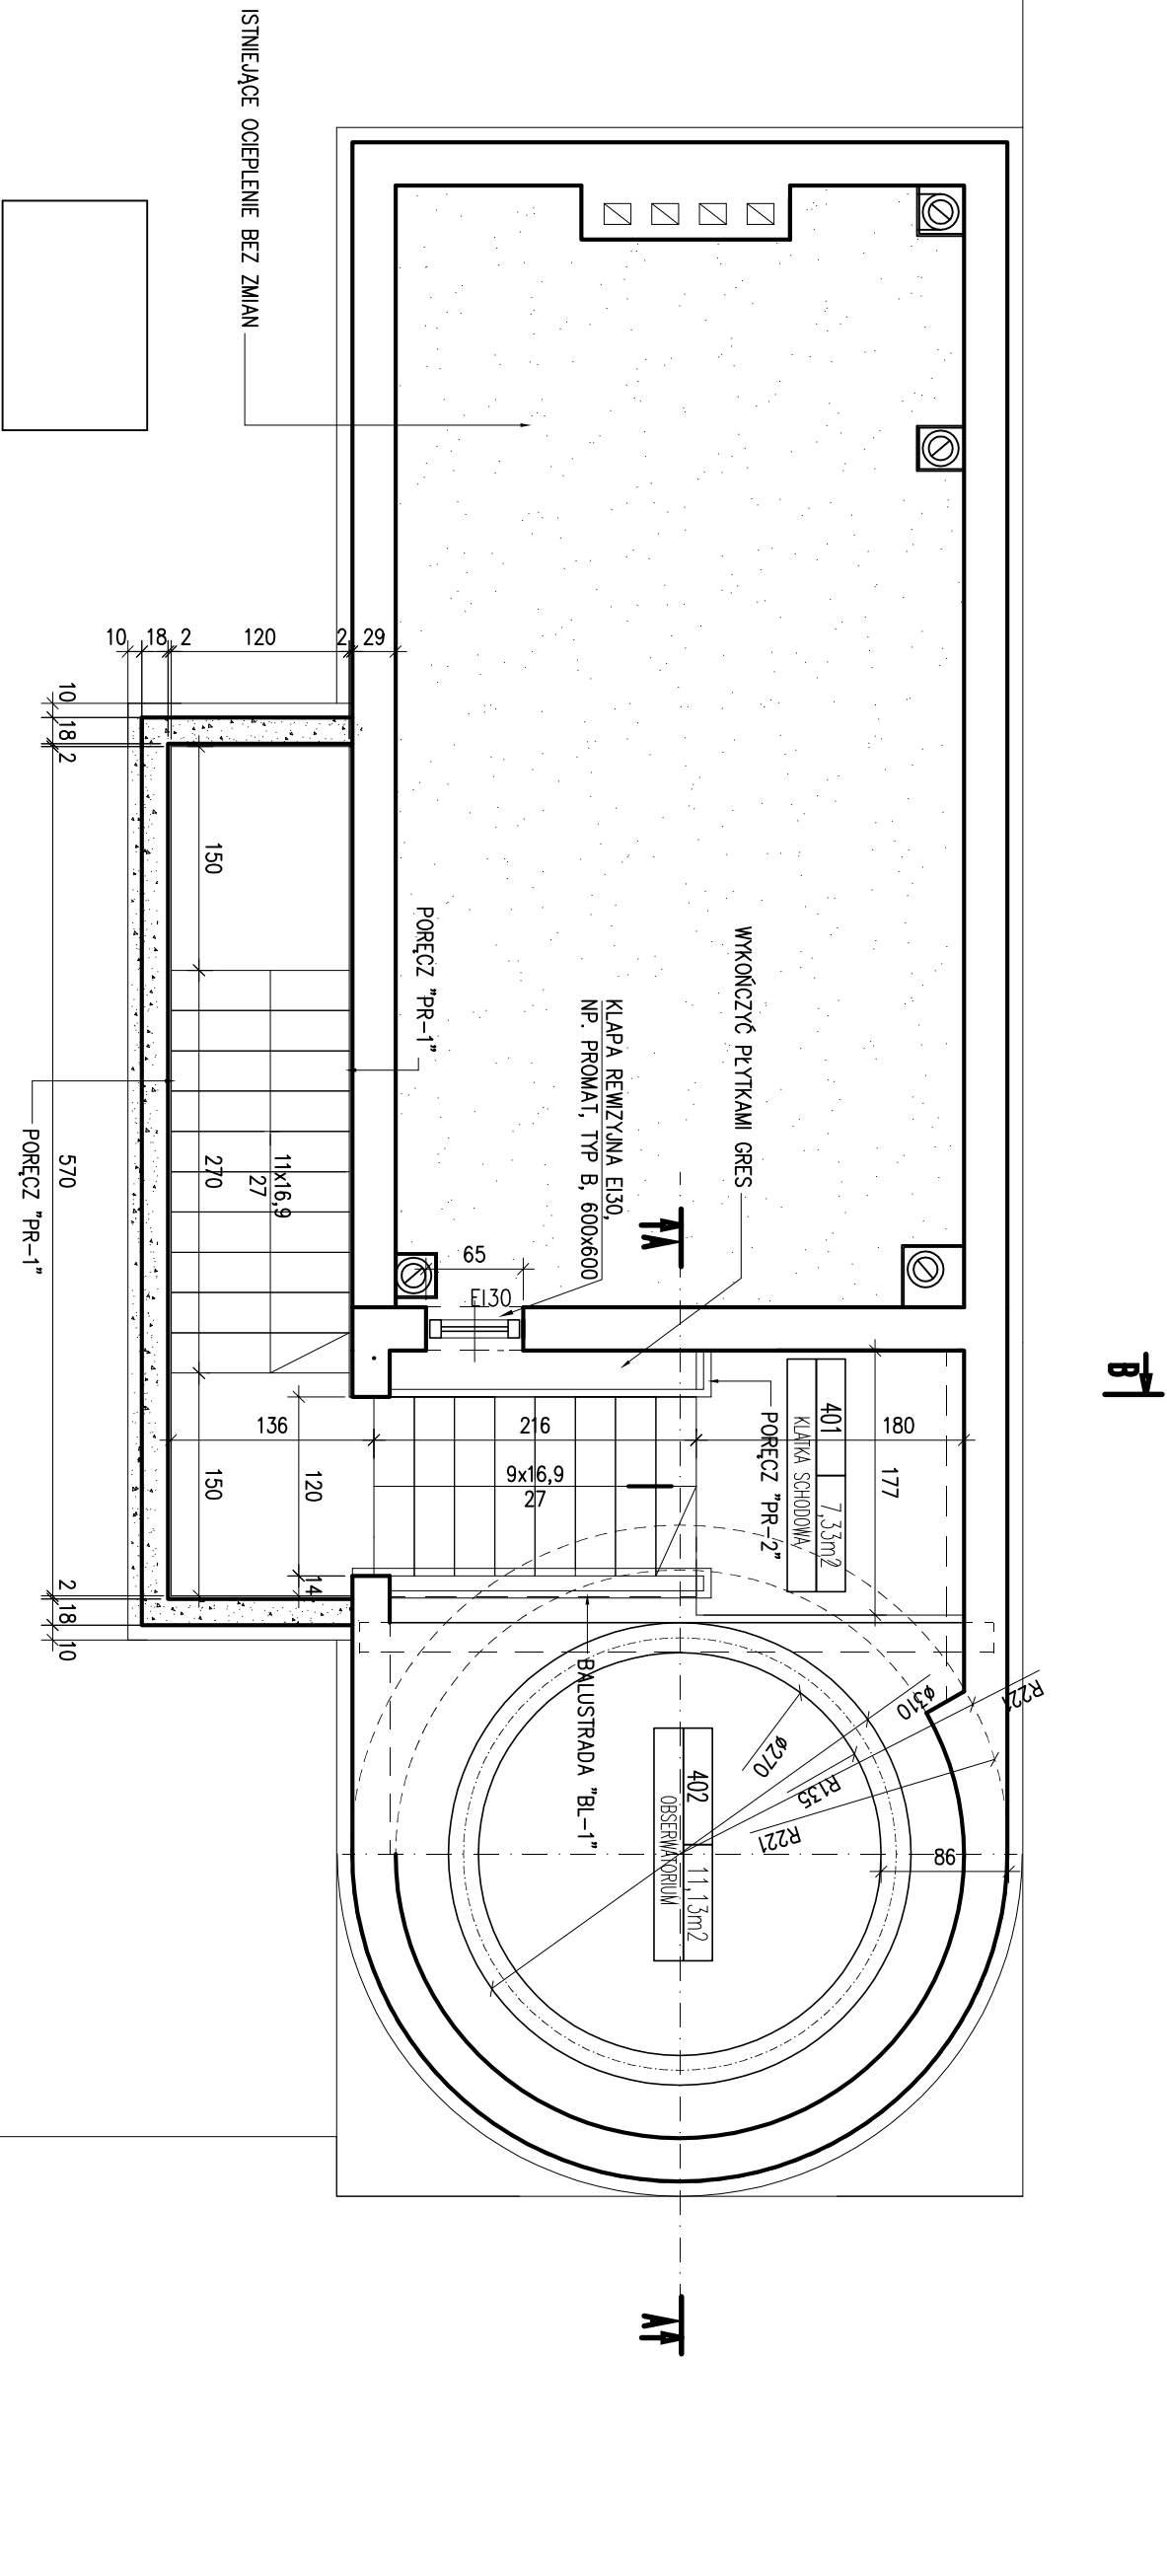 ISTNIEJĄCE OCIEPLENIE BEZ ZMIAN
10
18
2
120
2
29
10
18
2
570
2
18
10
150
270
150
11x16,9
27
PORĘCZ "PR-1"
PORĘCZ "PR-1"
WYKOŃCZYĆ PŁYTKAMI GRES
KLAPA REWIZYJNA EI30,
NP. PROMAT, TYP B, 600x600
65
EI30
A
B
136
216
180
120
14
177
9x16,9
27
PORĘCZ "PR-2"
401
7,33m2
KLATKA SCHODOWA
BALUSTRADA "BL-1"
402
11,13m2
OBSERWATORIUM
ϕ310
R221
ϕ270
R135
R221
86
A